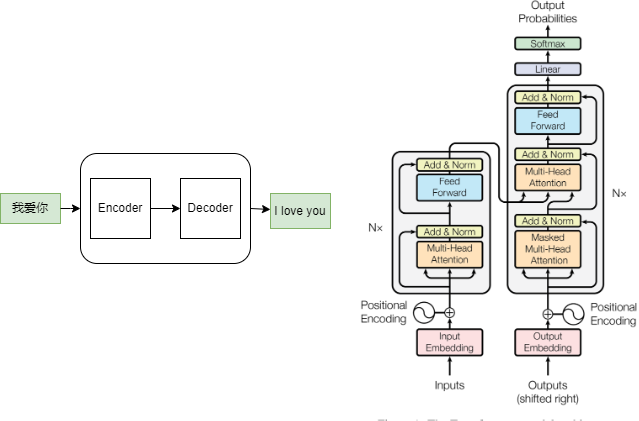 我爱你
Encoder
Decoder
I love you
Output
Probabilities
Softmax
Linear
Add & Norm
Feed
Forward
Add & Norm
Multi-Head
Attention
Add & Norm
Masked
Multi-Head
Attention
Nx
Add & Norm
Feed
Forward
Nx
Add & Norm
Multi-Head
Attention
Positional
Encoding
Positional
Encoding
Input
Embedding
Output
Embedding
Inputs
Outputs
(shifted right)